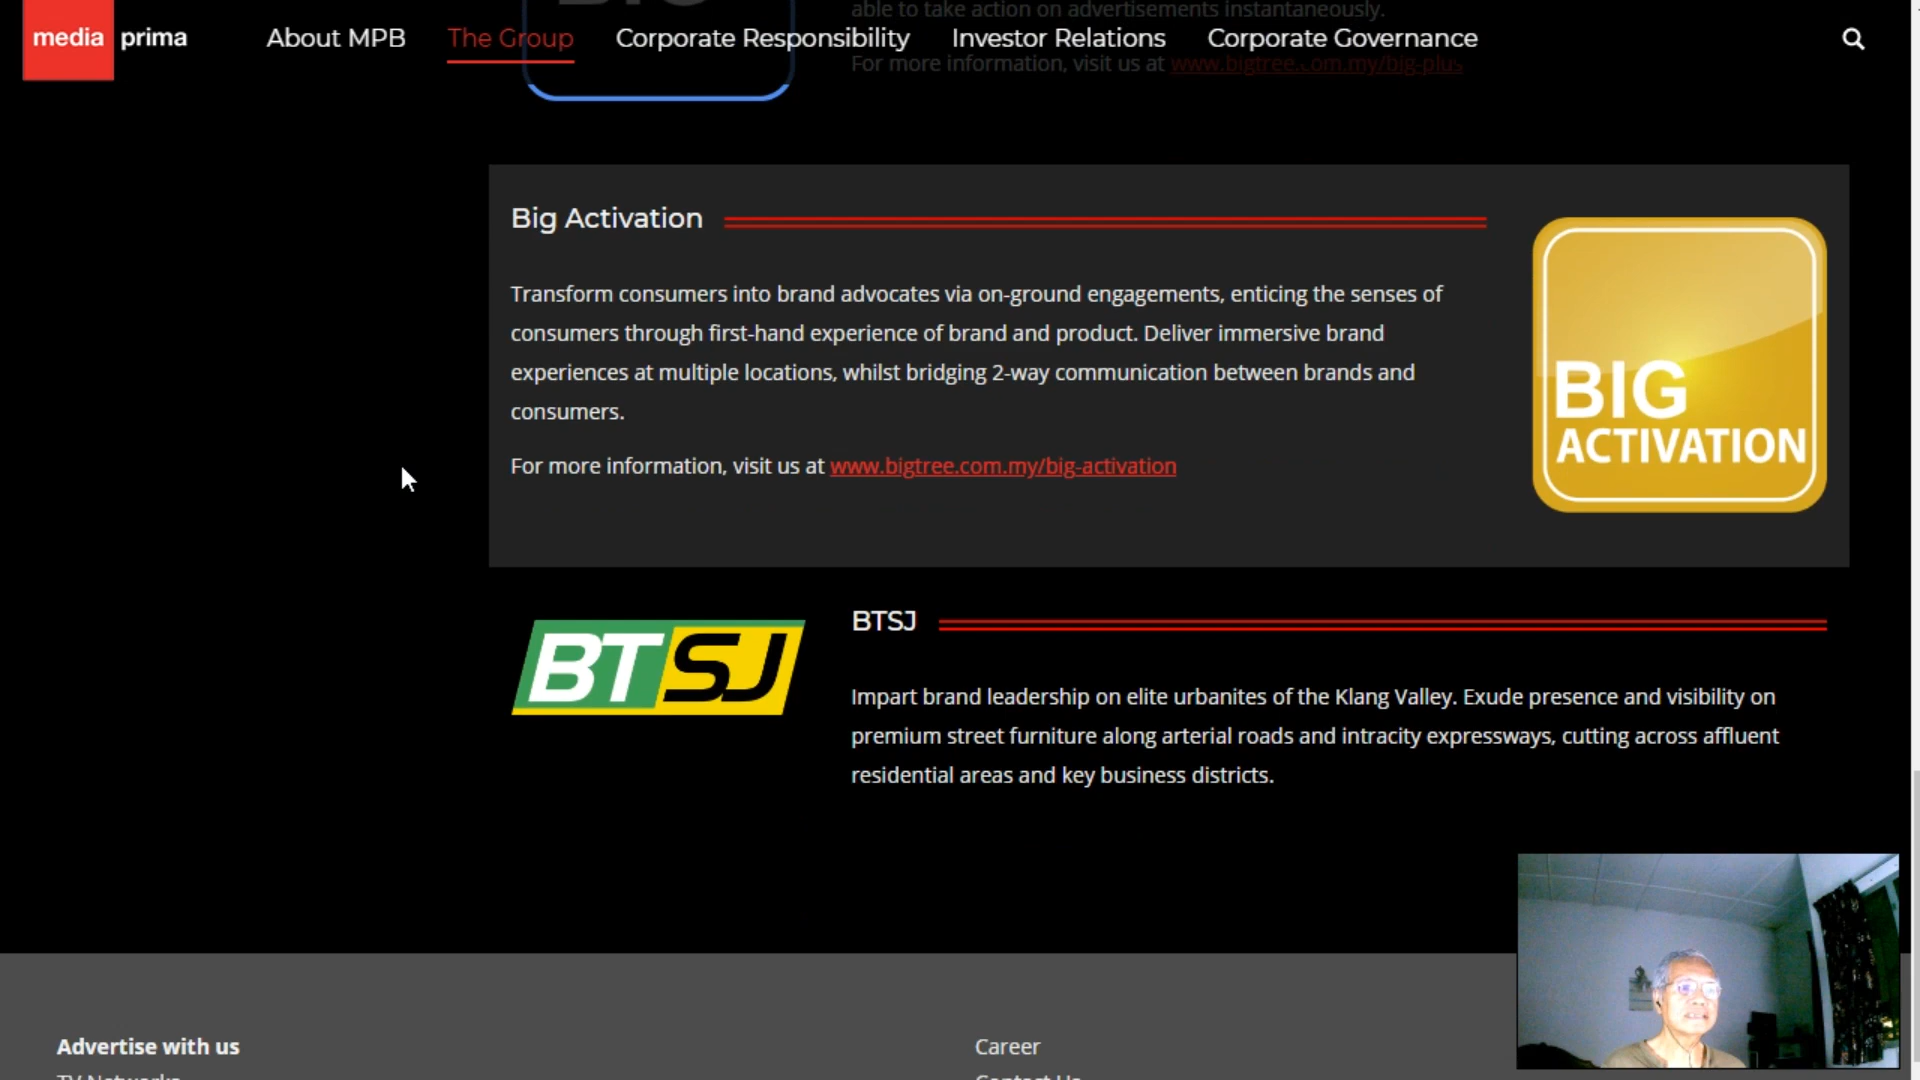 able to take action on advertisements instantaneously.
media prima
About MPB
The Group
Corporate Responsibility
Investor Relations
Corporate Governance
For more information, visit us at www.bigtree.com.my/big-plus
Big Activation
Transform consumers into brand advocates via on-ground engagements, enticing the senses of
consumers through first-hand experience of brand and product. Deliver immersive brand
experiences at multiple locations, whilst bridging 2-way communication between brands and
consumers.
For more information, visit us at www.bigtree.com.my/big-activation
BIG
ACTIVATION
BTSJ
BTSJ
Impart brand leadership on elite urbanites of the Klang Valley. Exude presence and visibility on
premium street furniture along arterial roads and intracity expressways, cutting across affluent
residential areas and key business districts.
Advertise with us
Career
TV Networks
Contact Us